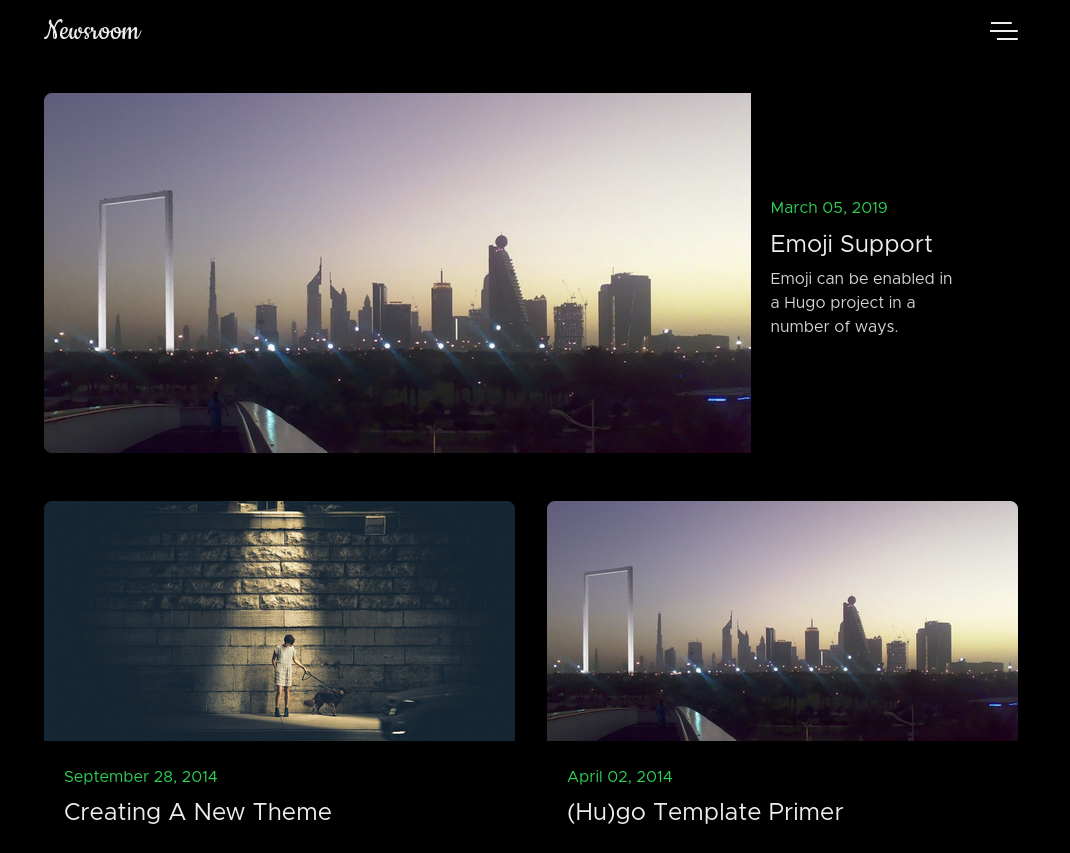 Newsroom
March 05, 2019
Emoji Support
Emoji can be enabled in
a Hugo project in a
number of ways.
September 28, 2014
Creating A New Theme
April 02, 2014
(Hu)go Template Primer